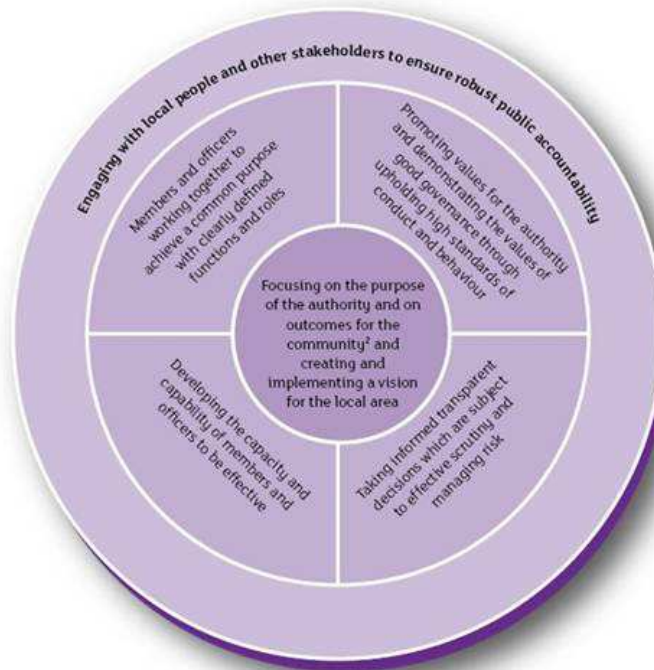 Engaging with local people and other stakeholders to ensure robust public accountability
Members and officers
working together to
achieve a common purpose
with clearly defined
functions and roles
Promoting values for the authority
and demonstrating the values of
good governance through
upholding high standards of
conduct and behaviour
Focusing on the purpose
of the authority and on
outcomes for the
community² and
creating and
implementing a vision
for the local area
Developing the capacity and
capability of members and
officers to be effective
Taking informed transparent
decisions which are subject
to effective scrutiny and
managing risk